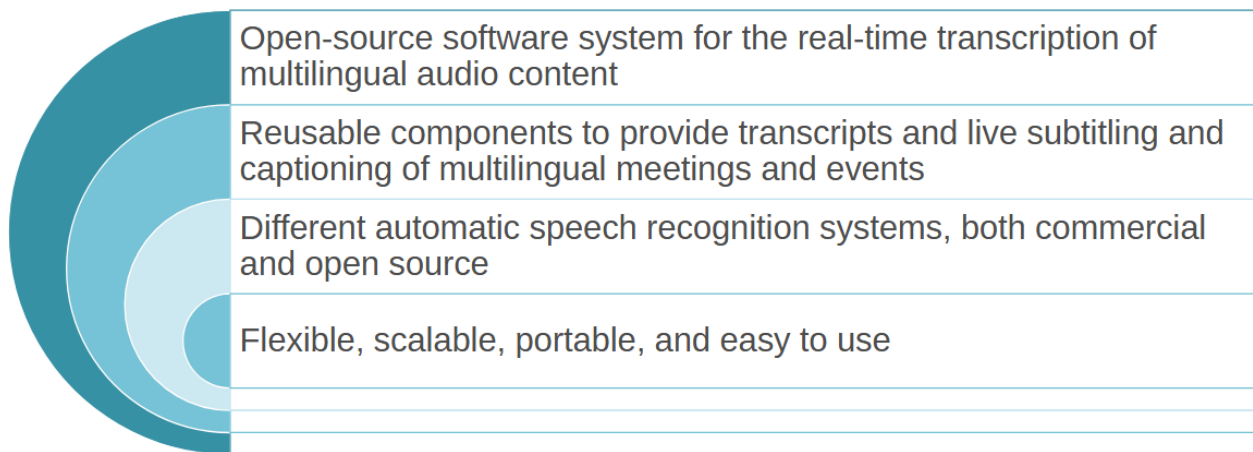 Open-source software system for the real-time transcription of
multilingual audio content
Reusable components to provide transcripts and live subtitling and
captioning of multilingual meetings and events
Different automatic speech recognition systems, both commercial
and open source
Flexible, scalable, portable, and easy to use